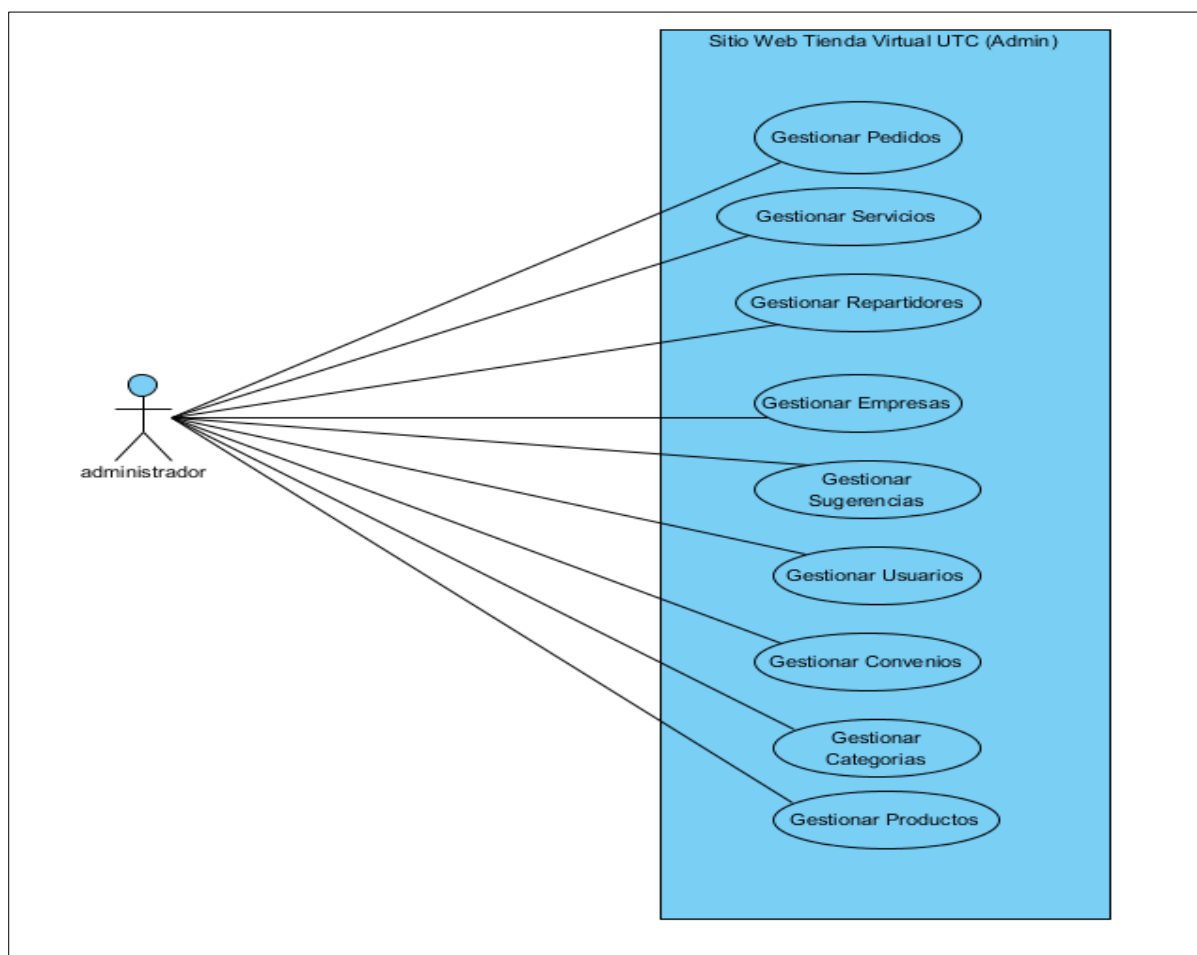 Sitio Web Tienda Virtual UTC (Admin)
Gestionar Pedidos
Gestionar Servicios
Gestionar Repartidores
Gestionar Empresas
Gestionar
Sugerencias
Gestionar Usuarios
Gestionar Convenios
Gestionar
Categorias
Gestionar Productos
administrador